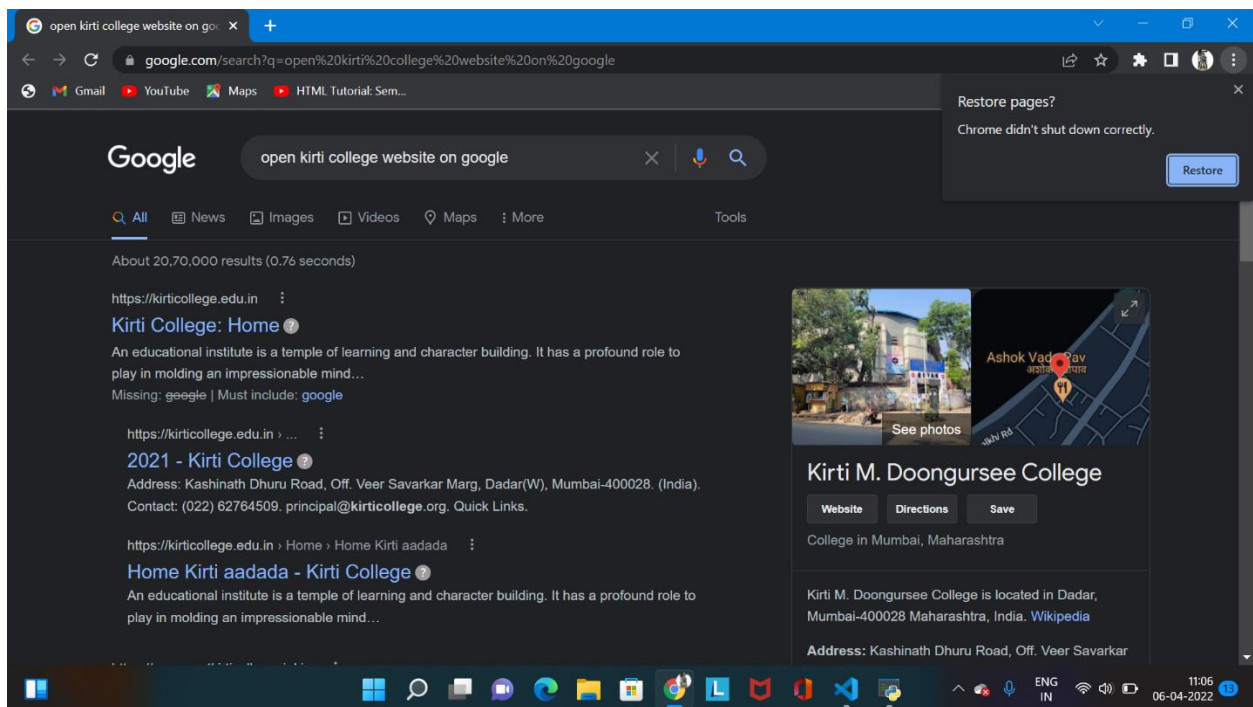 open kirti college website on goo
google.com/search?q=open%20kirti%20college%20website%20on%20google
Gmail YouTube Maps HTML Tutorial: Sem...
Restore pages?
Chrome didn't shut down correctly.
Restore
Google open kirti college website on google
All News Images Videos Maps More Tools
About 20,70,000 results (0.76 seconds)
https://kirticollege.edu.in
Kirti College: Home
An educational institute is a temple of learning and character building. It has a profound role to
play in molding an impressionable mind...
Missing: google | Must include: google
https://kirticollege.edu.in › ...
2021 - Kirti College
Address: Kashinath Dhuru Road, Off. Veer Savarkar Marg, Dadar(W), Mumbai-400028. (India).
Contact: (022) 62764509. principal@kirticollege.org. Quick Links.
https://kirticollege.edu.in › Home › Home Kirti aadada
Home Kirti aadada - Kirti College
An educational institute is a temple of learning and character building. It has a profound role to
play in molding an impressionable mind...
See photos
Ashok Vada Pav
Kirti M. Doongursee College
Website Directions Save
College in Mumbai, Maharashtra
Kirti M. Doongursee College is located in Dadar,
Mumbai-400028 Maharashtra, India. Wikipedia
Address: Kashinath Dhuru Road, Off. Veer Savarkar
ENG
IN
11:06
06-04-2022
13